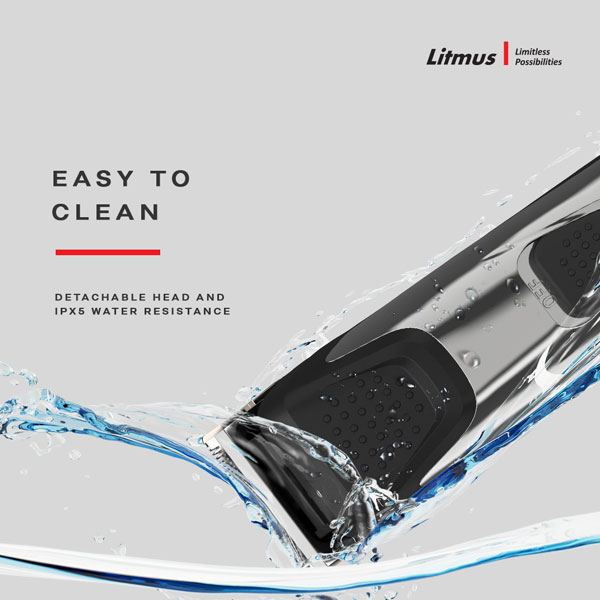 Litmus
Limitless
Possibilities
EASY TO
CLEAN
DETACHABLE HEAD AND
IPX5 WATER RESISTANCE